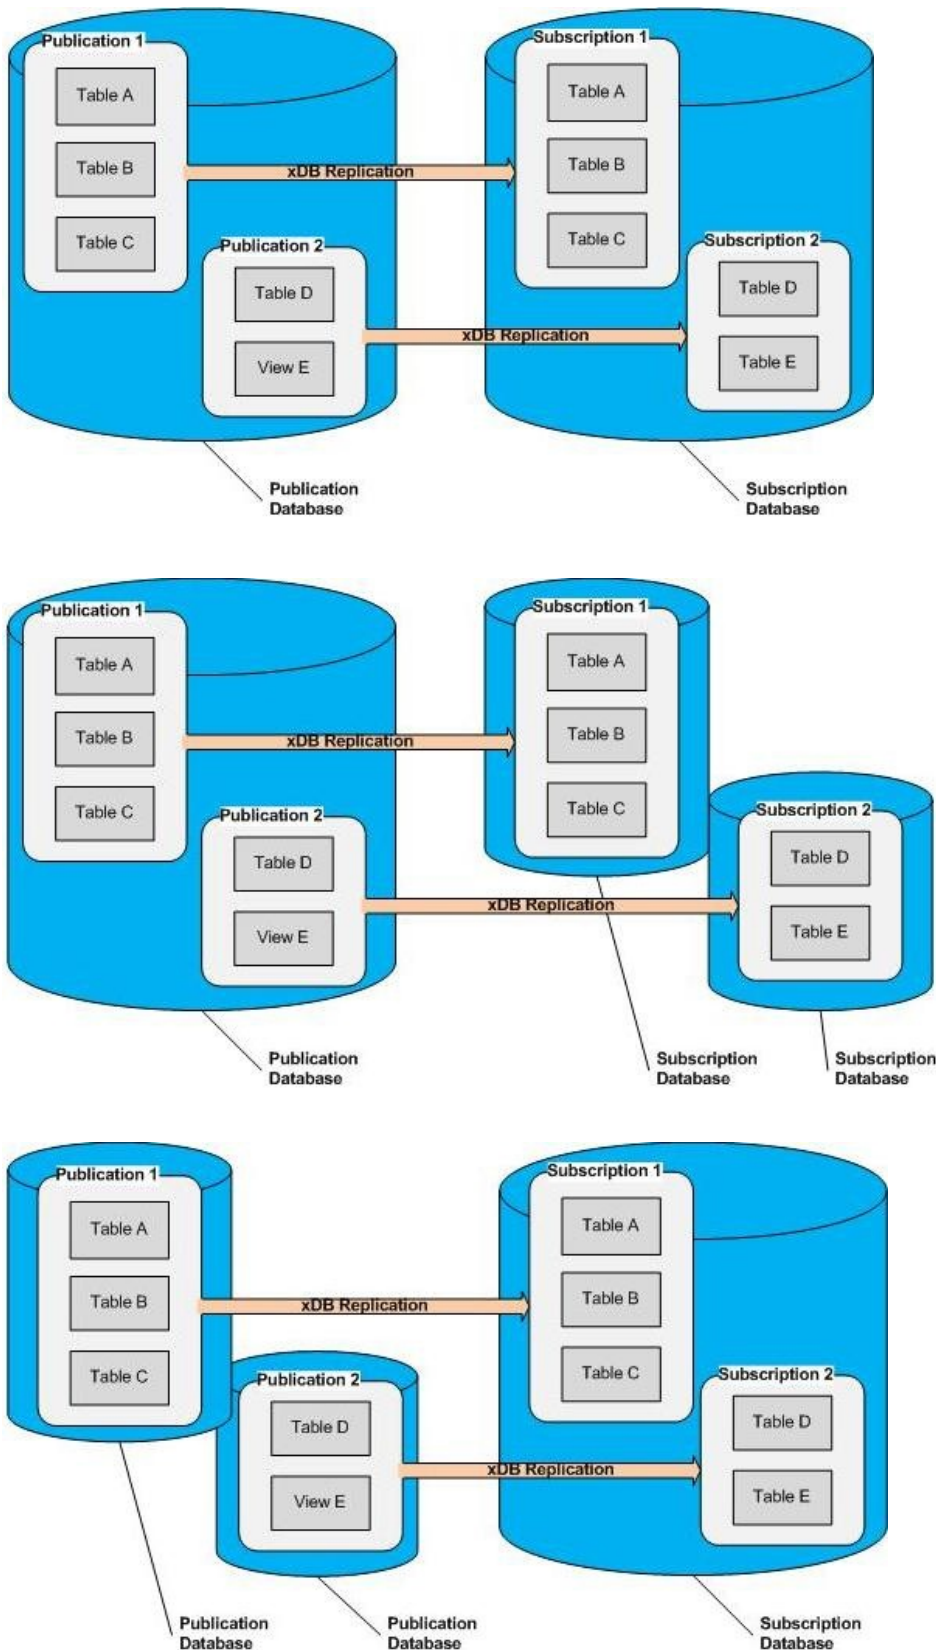 Publication 1
Table A
Table B
Table C
Publication 2
Table D
View E
xDB Replication
xDB Replication
Subscription 1
Table A
Table B
Table C
Subscription 2
Table D
Table E
Publication
Database
Subscription
Database
Publication 1
Table A
Table B
Table C
Publication 2
Table D
View E
xDB Replication
xDB Replication
Subscription 1
Table A
Table B
Table C
Subscription 2
Table D
Table E
Publication
Database
Subscription
Database
Subscription
Database
Publication 1
Table A
Table B
Table C
Publication 2
Table D
View E
xDB Replication
xDB Replication
Subscription 1
Table A
Table B
Table C
Subscription 2
Table D
Table E
Publication
Database
Publication
Database
Subscription
Database